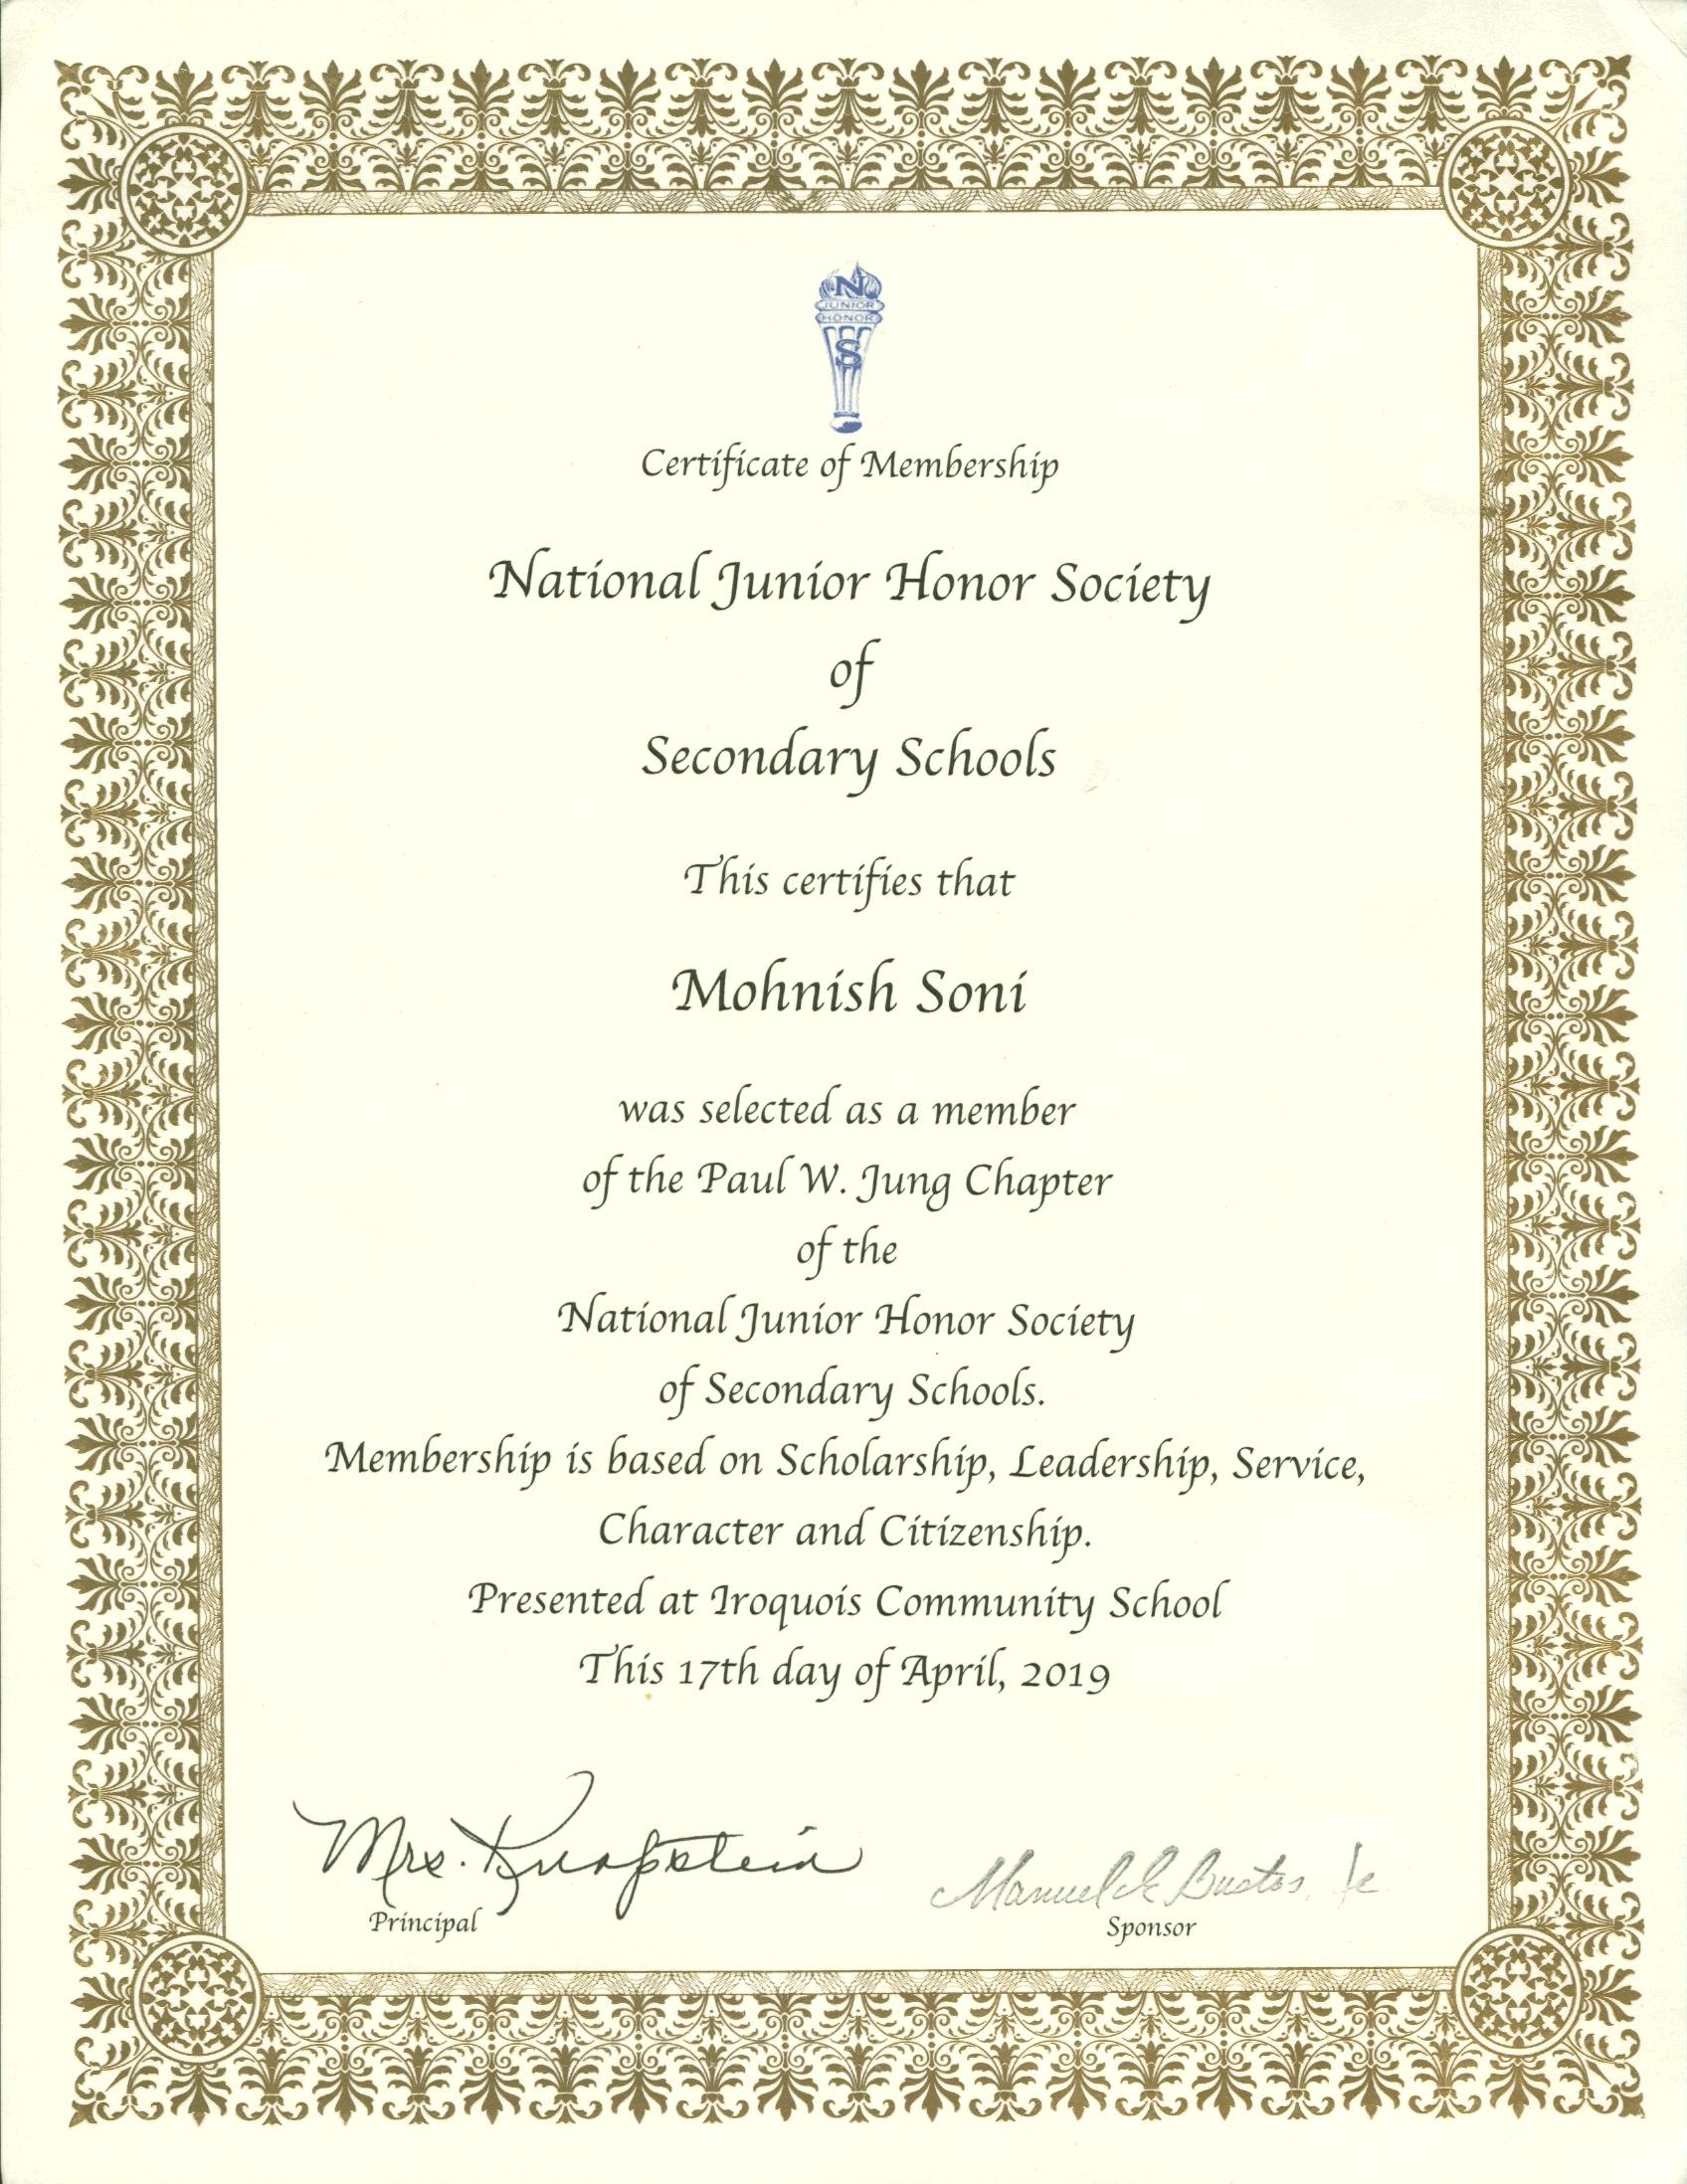 N
JUNIOR
HONOR
S
Certificate of Membership
National Junior Honor Society
of
Secondary Schools
This certifies that
Mohnish Soni
was selected as a member
of the Paul W. Jung Chapter
of the
National Junior Honor Society
of Secondary Schools.
Membership is based on Scholarship, Leadership, Service,
Character and Citizenship.
Presented at Iroquois Community School
This 17th day of April, 2019
Mrs. Knapstein
Manuel Bustos, Jr
Principal
Sponsor